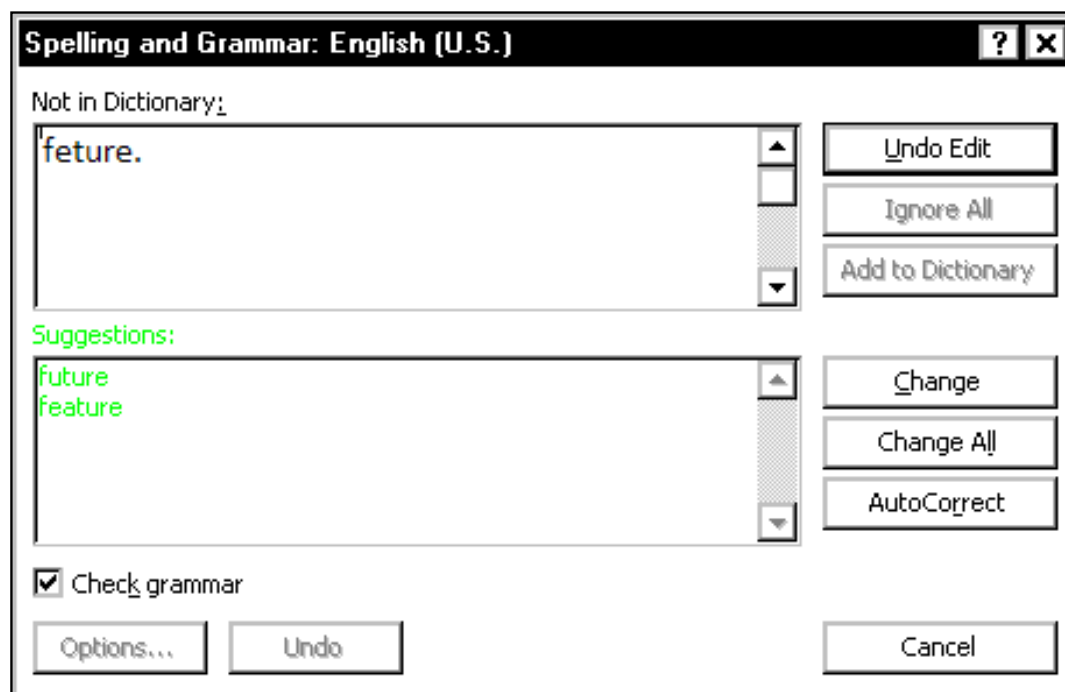 Spelling and Grammar: English (U.S.)
Not in Dictionary:
feture.
Undo Edit
Ignore All
Add to Dictionary
Suggestions:
future
feature
Change
Change All
AutoCorrect
Check grammar
Options...
Undo
Cancel